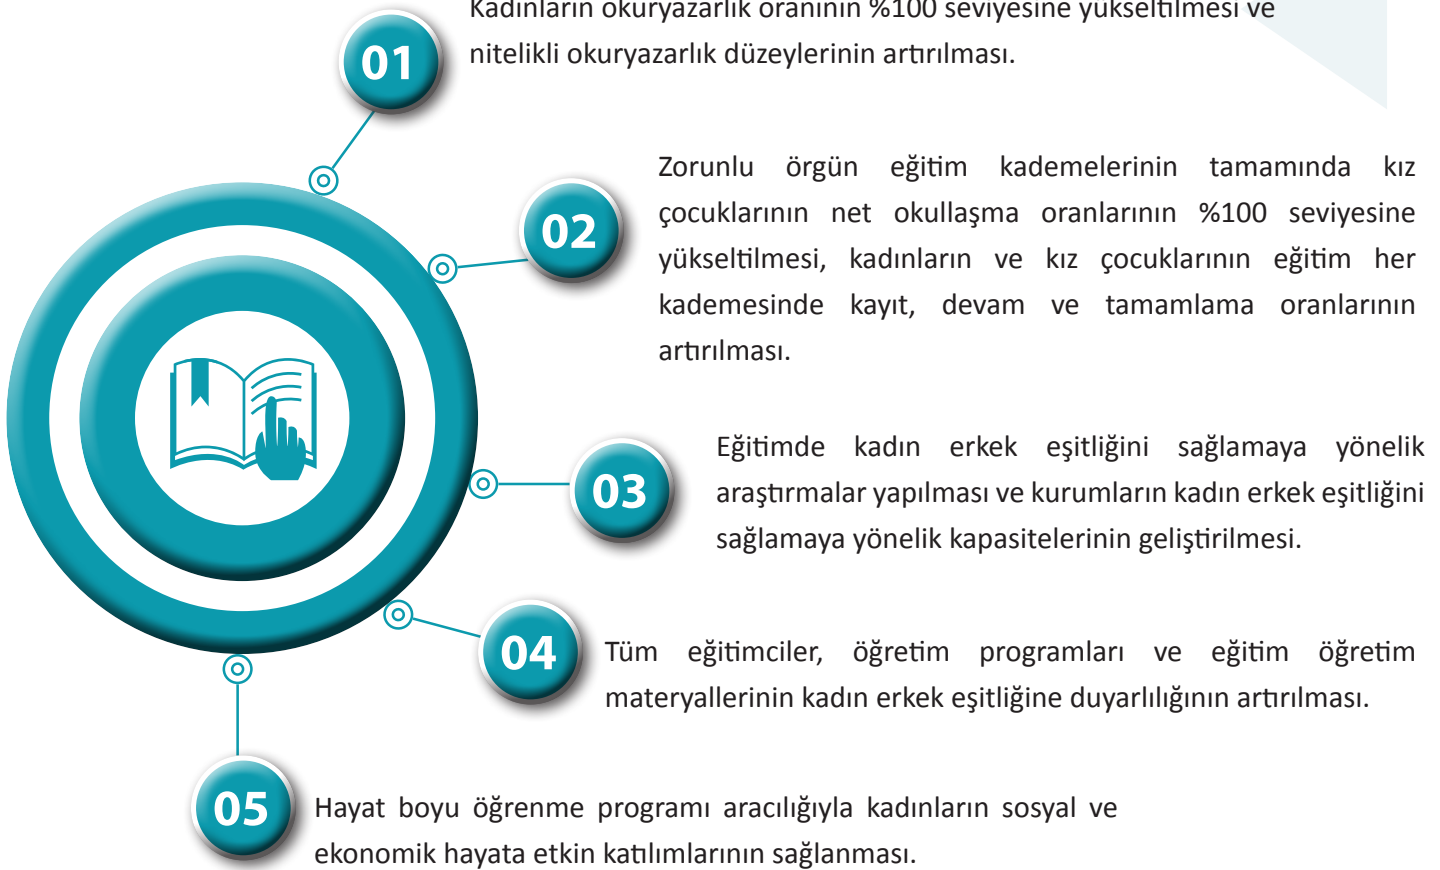 01
Kadınların okuryazarlık oranının %100 seviyesine yükseltilmesi ve
nitelikli okuryazarlık düzeylerinin artırılması.
02
Zorunlu örgün eğitim kademelerinin tamamında kız
çocuklarının net okullaşma oranlarının %100 seviyesine
yükseltilmesi, kadınların ve kız çocuklarının eğitim her
kademesinde kayıt, devam ve tamamlama oranlarının
artırılması.
03
Eğitimde kadın erkek eşitliğini sağlamaya yönelik
araştırmalar yapılması ve kurumların kadın erkek eşitliğini
sağlamaya yönelik kapasitelerinin geliştirilmesi.
04
Tüm eğitimciler, öğretim programları ve eğitim öğretim
materyallerinin kadın erkek eşitliğine duyarlılığının artırılması.
05
Hayat boyu öğrenme programı aracılığıyla kadınların sosyal ve
ekonomik hayata etkin katılımlarının sağlanması.